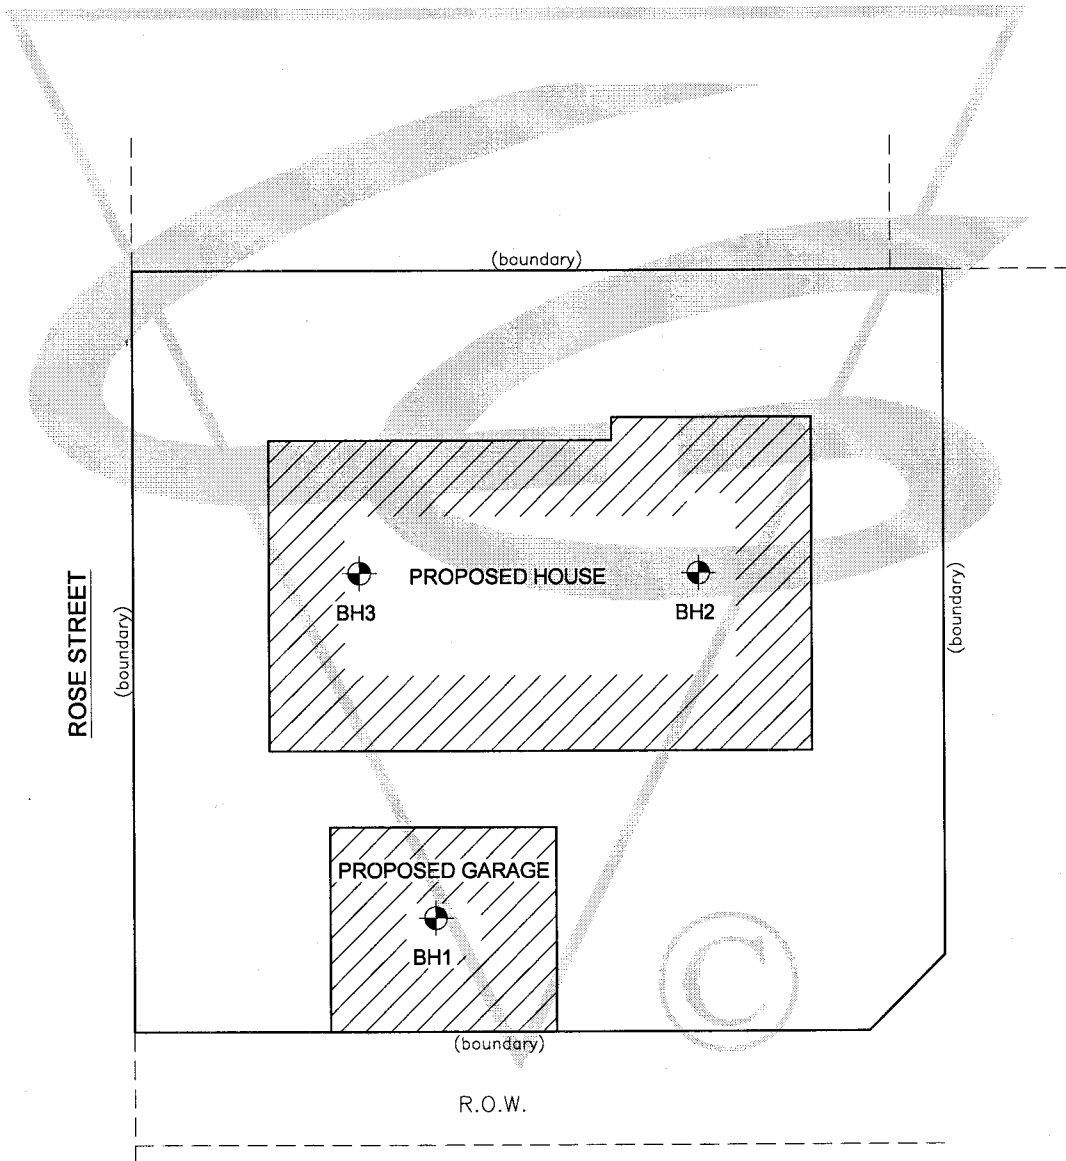 (boundary)
PROPOSED HOUSE
BH3
BH2
ROSE STREET
(boundary)
(boundary)
PROPOSED GARAGE
BH1
©
(boundary)
R.O.W.